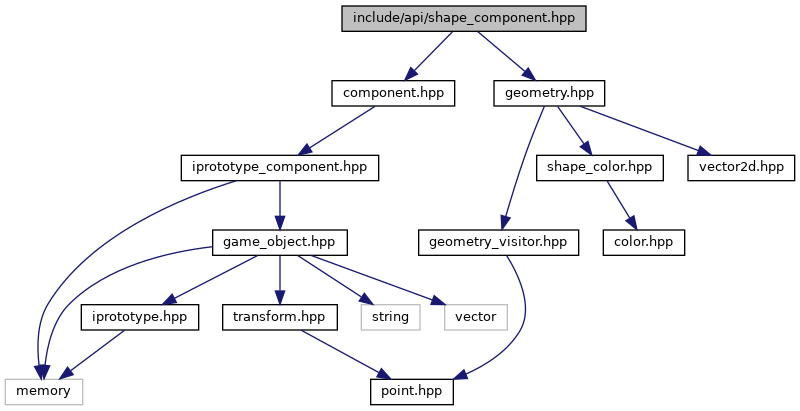 include/api/shape_component.hpp
component.hpp
geometry.hpp
iprototype_component.hpp
shape_color.hpp
vector2d.hpp
game_object.hpp
geometry_visitor.hpp
color.hpp
iprototype.hpp
transform.hpp
string
vector
memory
point.hpp